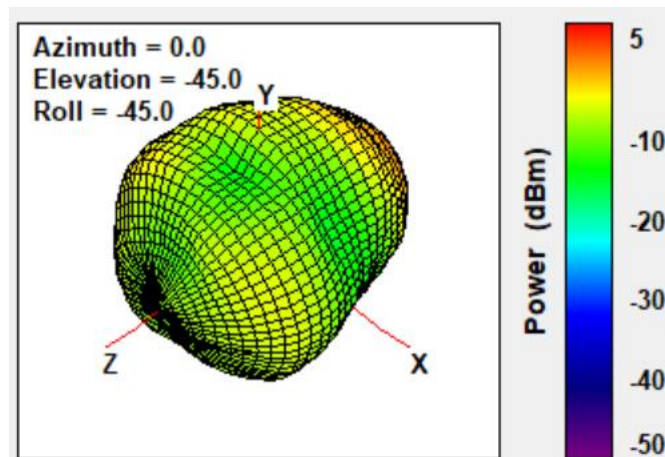 Azimuth = 0.0
Elevation = -45.0
Roll = -45.0
Y
Z
X
Power (dBm)
5
-10
-20
-30
-40
-50